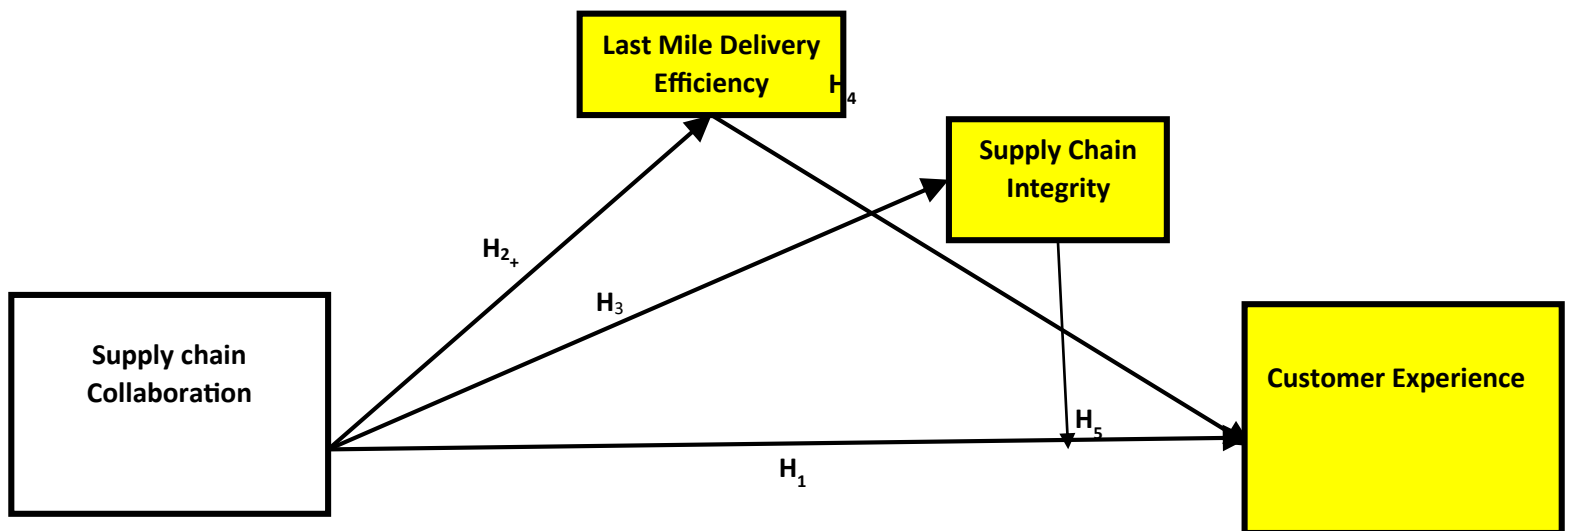 Last Mile Delivery
Efficiency
H₄
Supply Chain
Integrity
H₂₊
H₃
Supply chain
Collaboration
Customer Experience
H₅
H₁